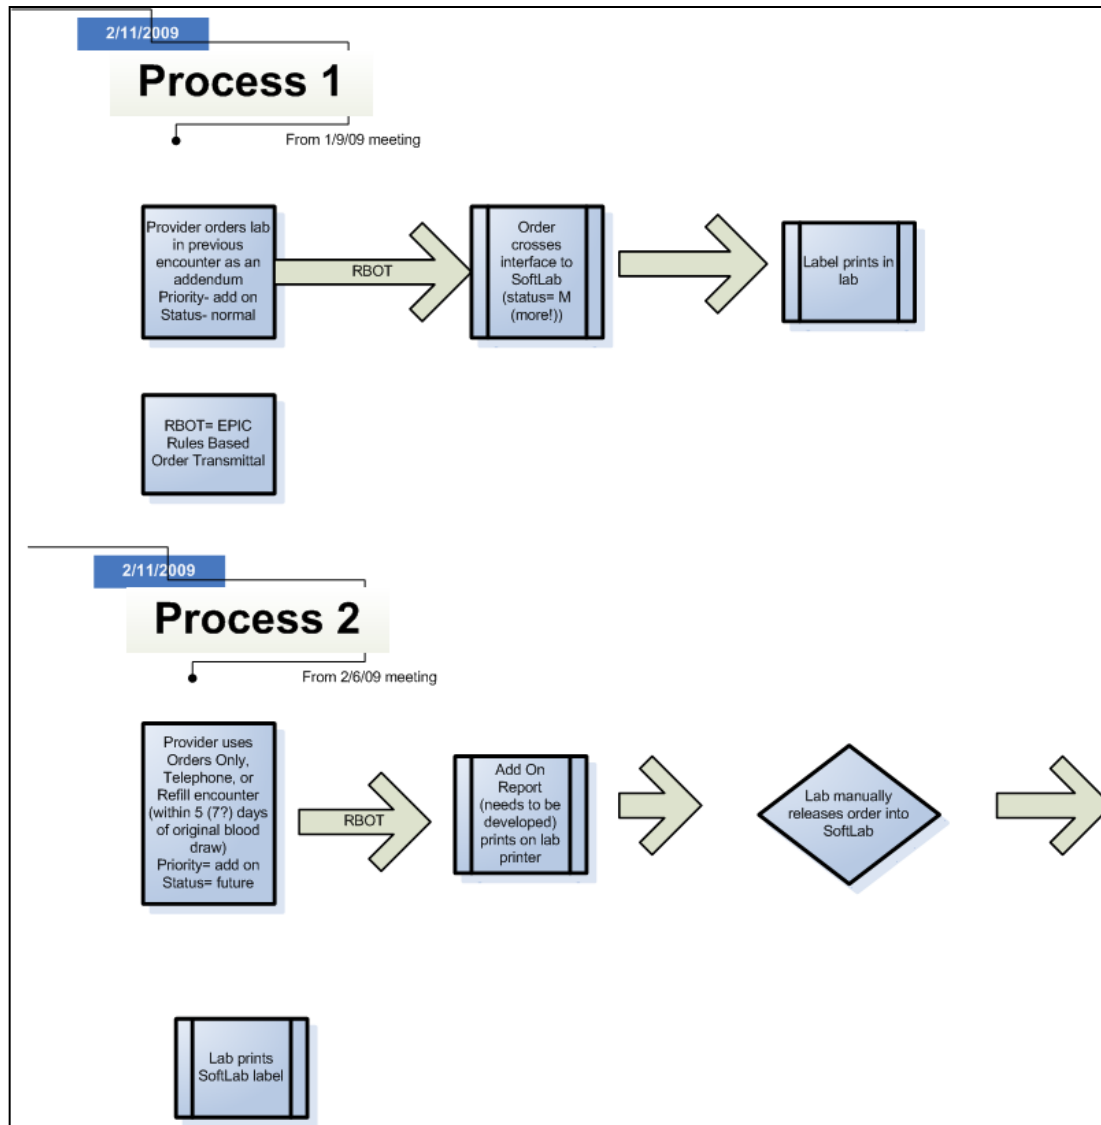 2/11/2009
Process 1
From 1/9/09 meeting
Provider orders lab
in previous
encounter as an
addendum
Priority- add on
Status- normal
RBOT
Order
crosses
interface to
SoftLab
(status= M
(more!))
Label prints in
lab
RBOT= EPIC
Rules Based
Order Transmittal
2/11/2009
Process 2
From 2/6/09 meeting
Provider uses
Orders Only,
Telephone, or
Refill encounter
(within 5 (7?) days
of original blood
draw)
Priority= add on
Status= future
RBOT
Add On
Report
(needs to be
developed)
prints on lab
printer
Lab manually
releases order into
SoftLab
Lab prints
SoftLab label